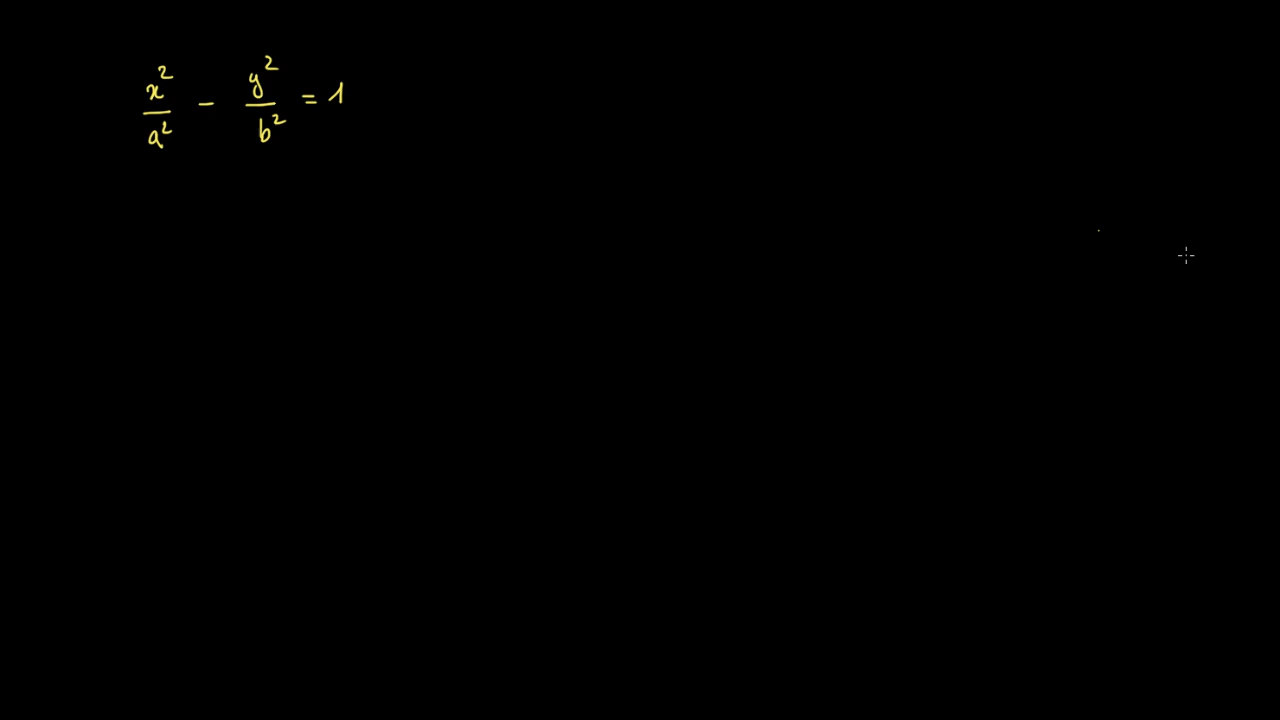 x²/a² - y²/b² = 1